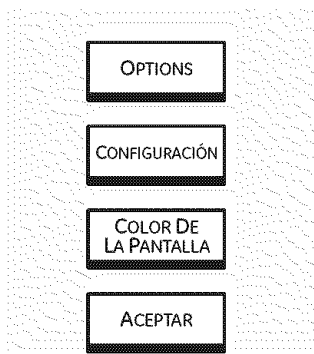 OPTIONS
CONFIGURACIÓN
COLOR DE
LA PANTALLA
ACEPTAR